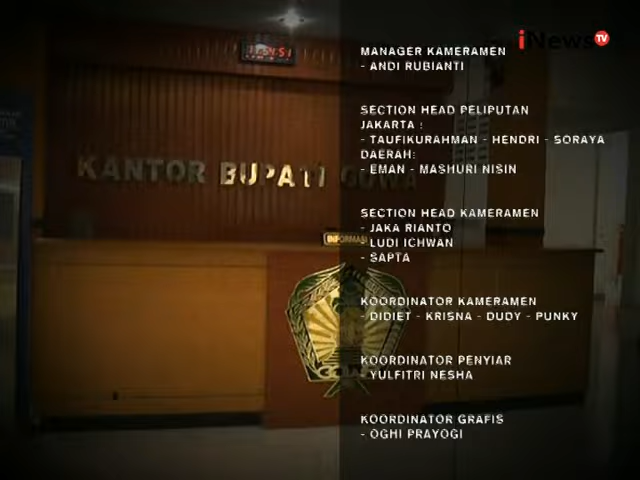 iNews TV
MANAGER KAMERAMEN
- ANDI RUBIANTI
SECTION HEAD PELIPUTAN
JAKARTA :
- TAUFIKURAHMAN - HENDRI - SORAYA
DAERAH:
- EMAN - MASHURI NISIN
KANTOR BUPATI GOWA
SECTION HEAD KAMERAMEN
- JAKA RIANTO
- LUDI ICHWAN
- SAPTA
INFORMASI
KOORDINATOR KAMERAMEN
- DIDIET - KRISNA - DUDY - PUNKY
KOORDINATOR PENYIAR
- YULFITRI NESHA
GOWA
KOORDINATOR GRAFIS
- OGHI PRAYOGI